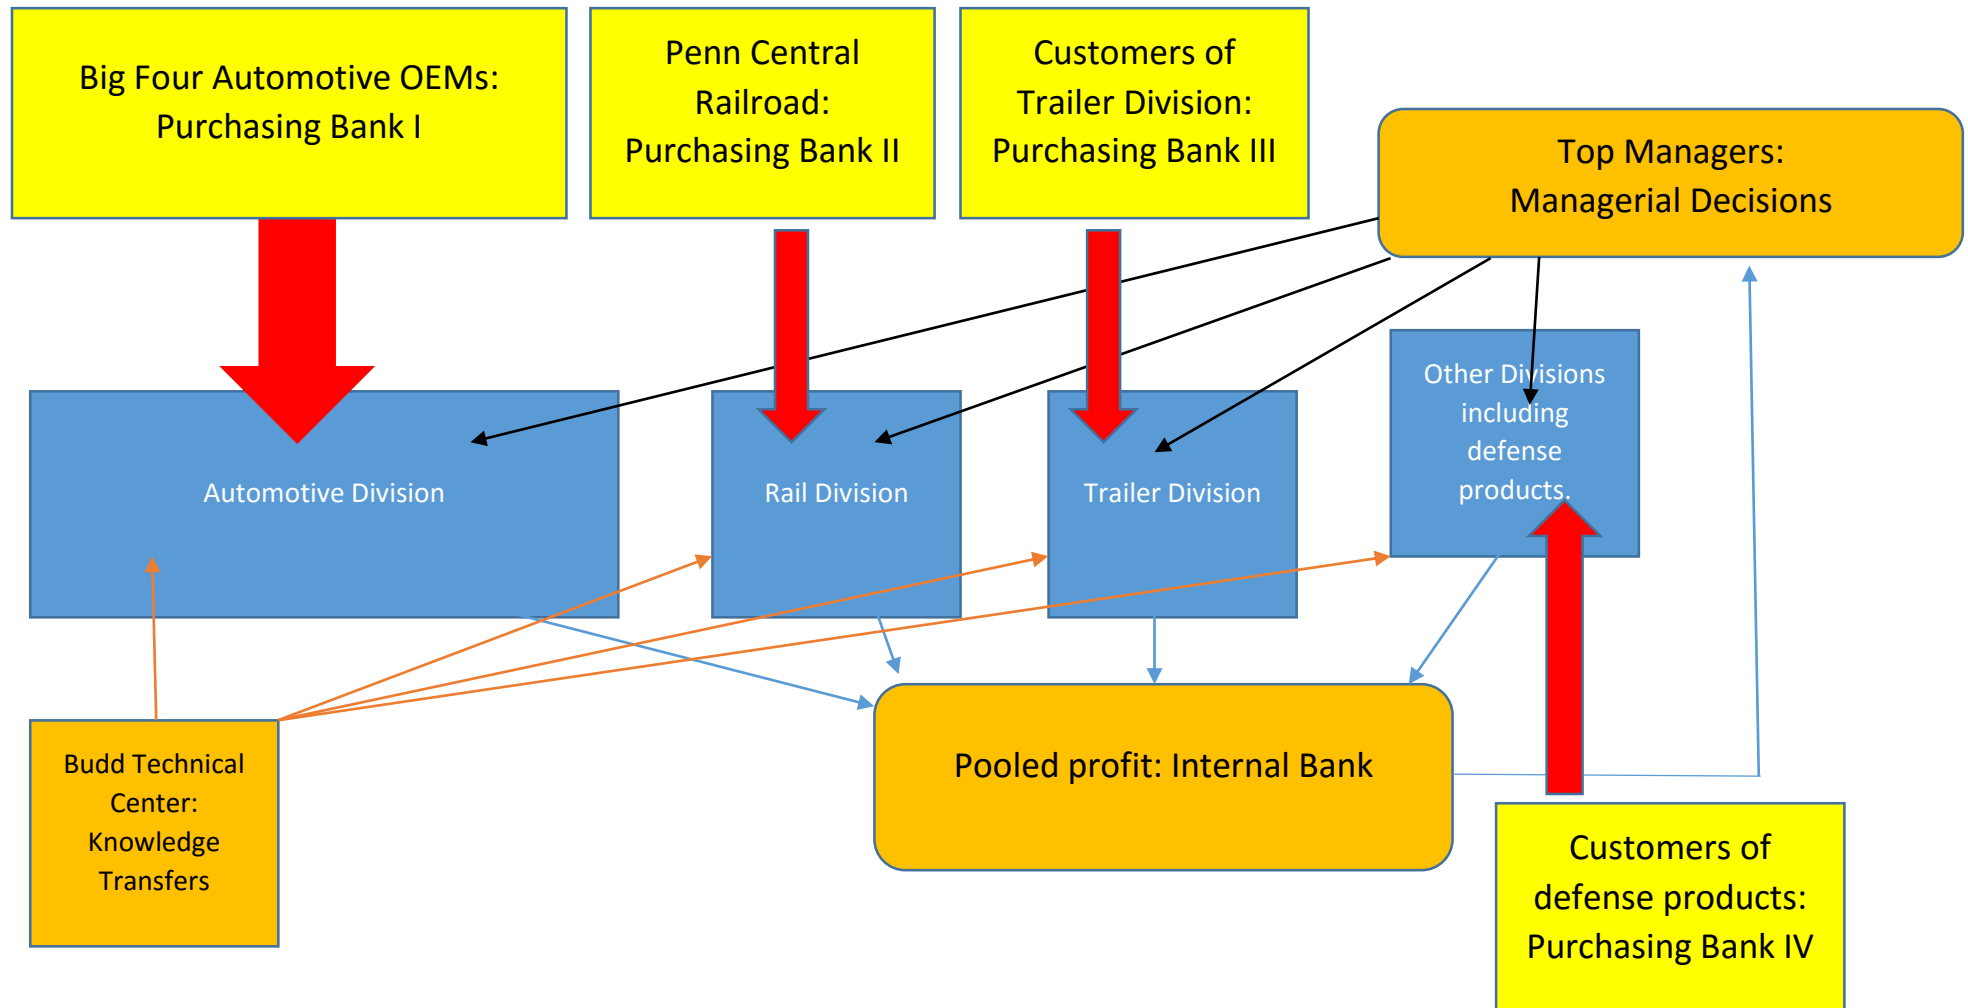 Big Four Automotive OEMs:
Purchasing Bank I
Penn Central
Railroad:
Purchasing Bank II
Customers of
Trailer Division:
Purchasing Bank III
Top Managers:
Managerial Decisions
Automotive Division
Rail Division
Trailer Division
Other Divisions
including
defense
products.
Budd Technical
Center:
Knowledge
Transfers
Pooled profit: Internal Bank
Customers of
defense products:
Purchasing Bank IV